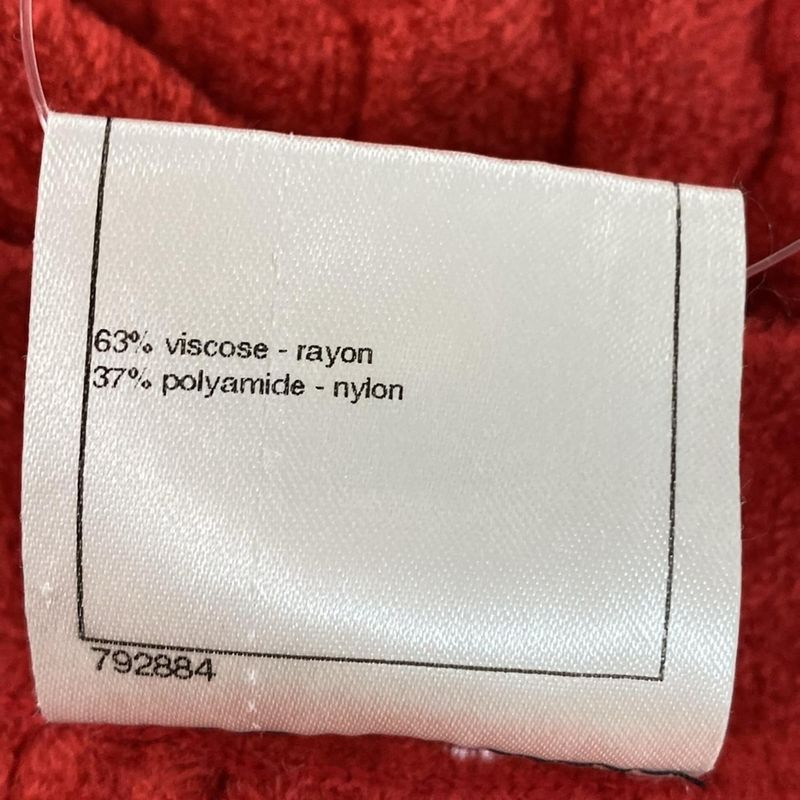 63% viscose - rayon
37% polyamide - nylon
792884